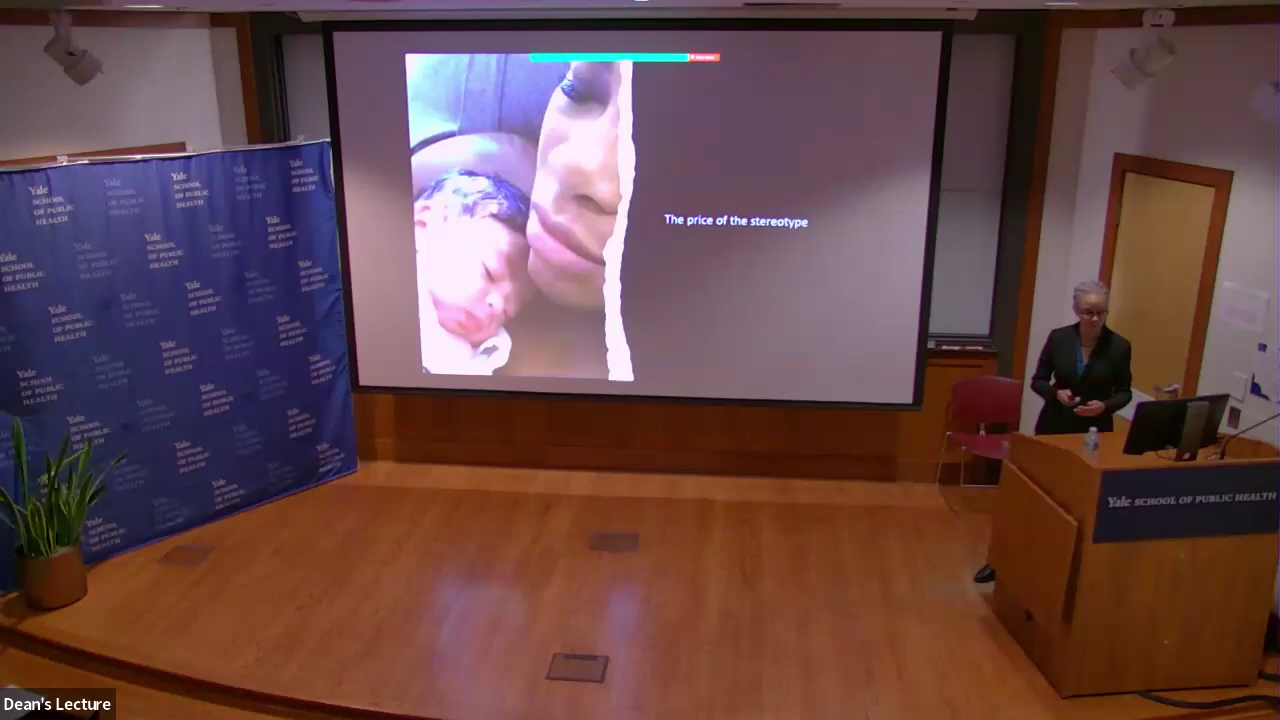 The price of the stereotype
Yale
SCHOOL
OF PUBLIC
HEALTH
Yale SCHOOL OF PUBLIC HEALTH
Dean's Lecture